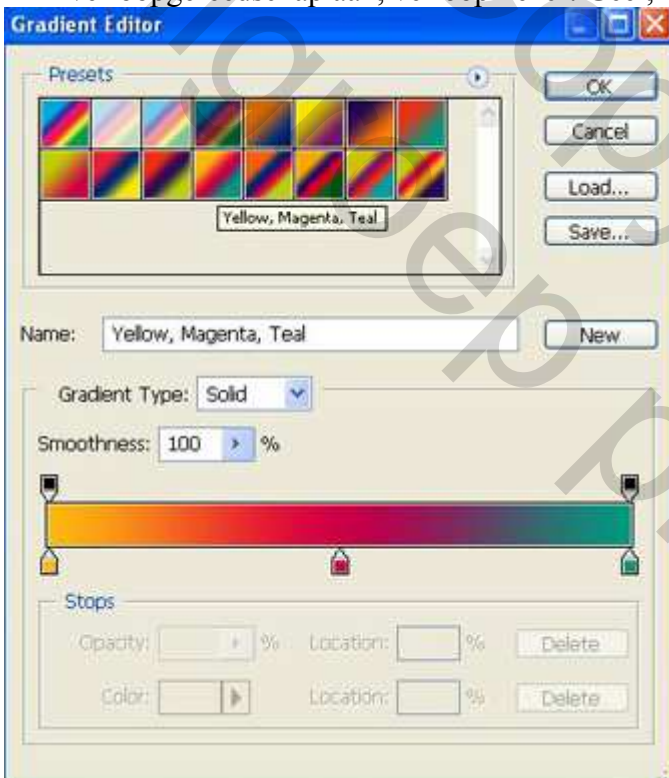 Gradient Editor
Presets
OK
Cancel
Load...
Save...
Yellow, Magenta, Teal
Name: Yellow, Magenta, Teal New
Gradient Type: Solid
Smoothness: 100 %
Stops
Opacity: % Location: % Delete
Color: Location: % Delete